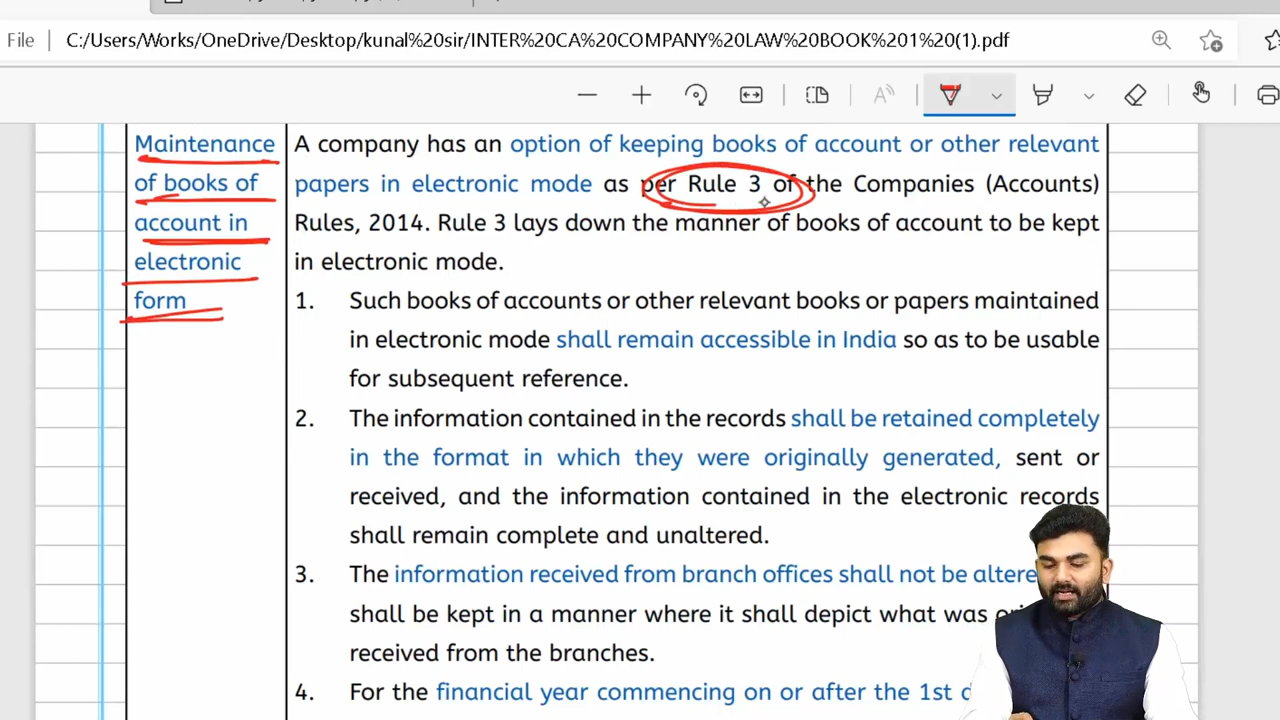 File
C:/Users/Works/OneDrive/Desktop/kunal%20sir/INTER%20CA%20COMPANY%20LAW%20BOOK%201%20(1).pdf
Maintenance
of books of
account in
electronic
form
A company has an option of keeping books of account or other relevant
papers in electronic mode as per Rule 3 of the Companies (Accounts)
Rules, 2014. Rule 3 lays down the manner of books of account to be kept
in electronic mode.
1. Such books of accounts or other relevant books or papers maintained
in electronic mode shall remain accessible in India so as to be usable
for subsequent reference.
2. The information contained in the records shall be retained completely
in the format in which they were originally generated, sent or
received, and the information contained in the electronic records
shall remain complete and unaltered.
3. The information received from branch offices shall not be
shall be kept in a manner where it shall depict what was
received from the branches.
4. For the financial year commencing on or after the 1st